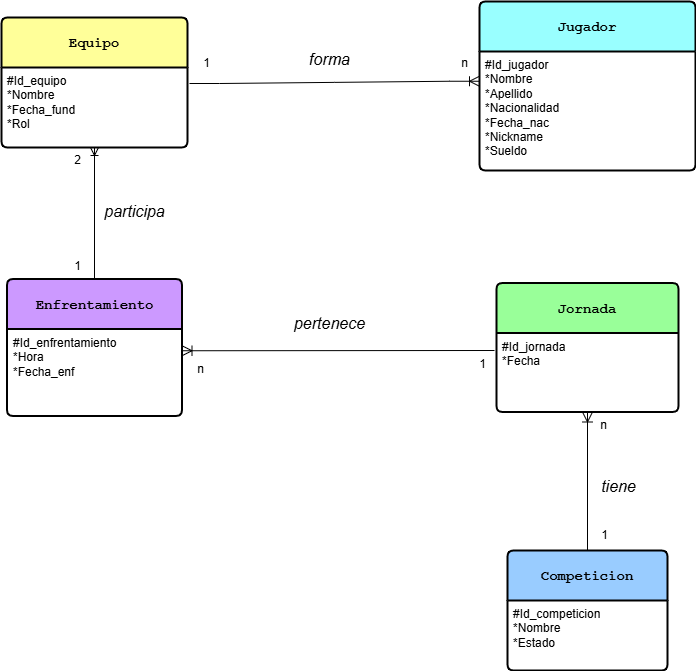 Equipo
#Id_equipo
*Nombre
*Fecha_fund
*Rol
1
forma
n
Jugador
#Id_jugador
*Nombre
*Apellido
*Nacionalidad
*Fecha_nac
*Nickname
*Sueldo
2
participa
1
Enfrentamiento
#Id_enfrentamiento
*Hora
*Fecha_enf
n
pertenece
1
Jornada
#Id_jornada
*Fecha
n
tiene
1
Competicion
#Id_competicion
*Nombre
*Estado